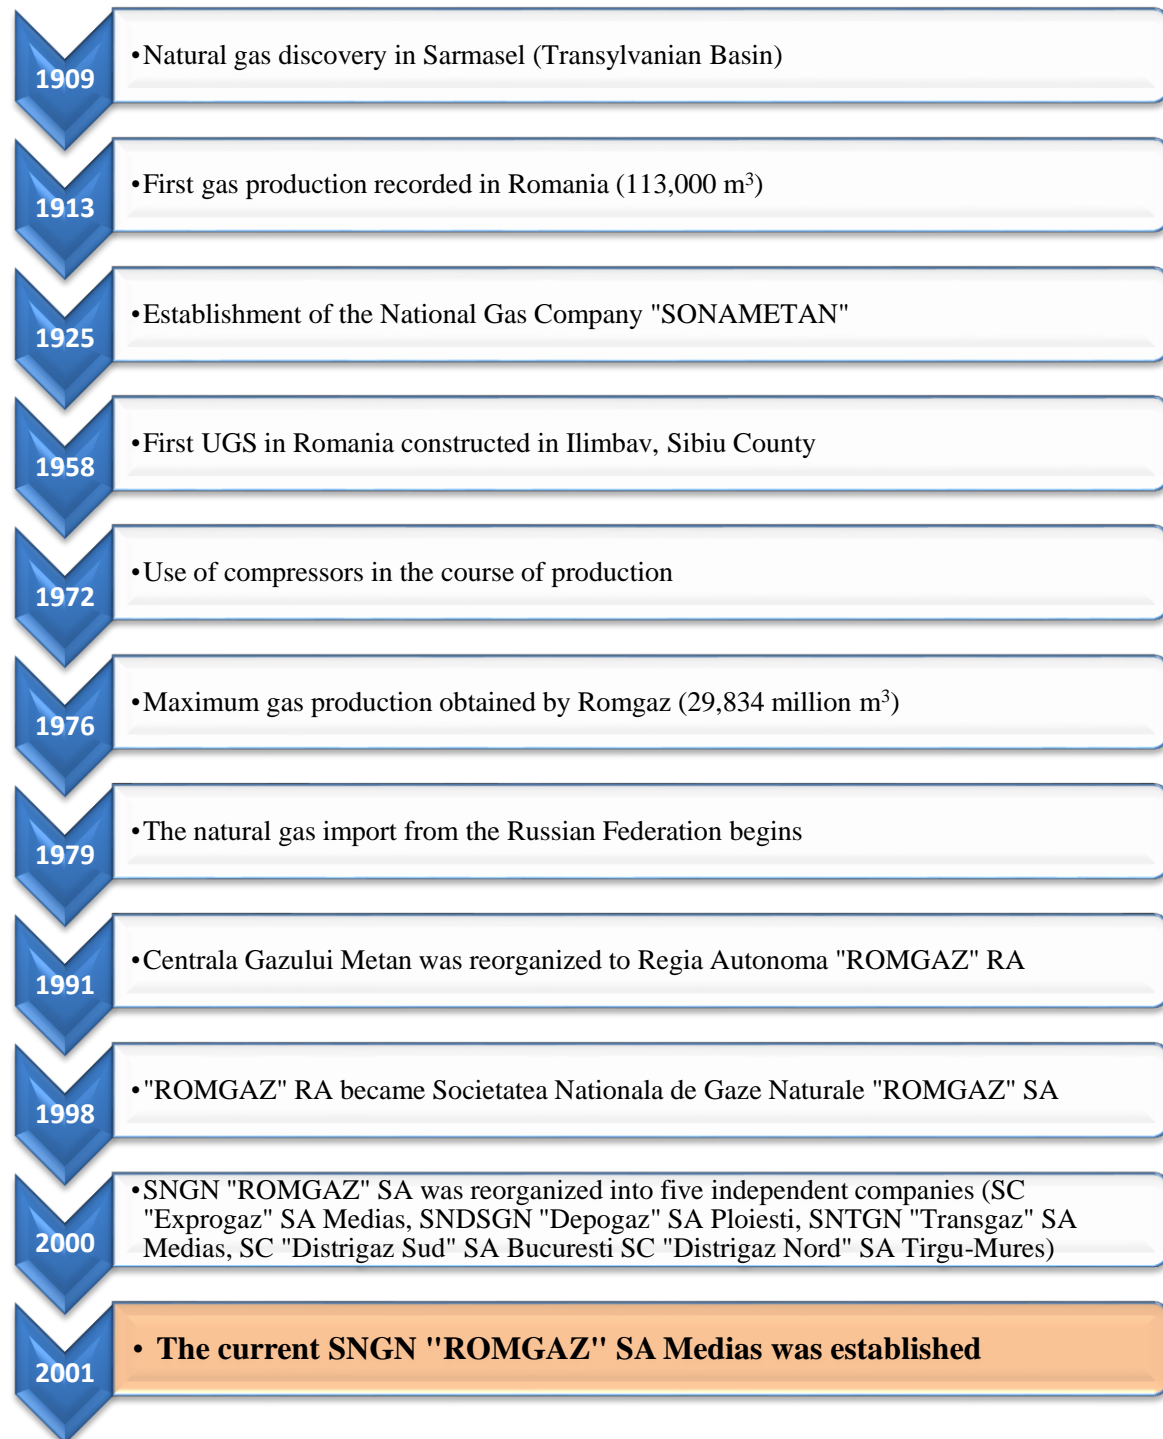 1909
•Natural gas discovery in Sarmasel (Transylvanian Basin)
1913
•First gas production recorded in Romania (113,000 m³)
1925
•Establishment of the National Gas Company "SONAMETAN"
1958
•First UGS in Romania constructed in Ilimbav, Sibiu County
1972
•Use of compressors in the course of production
1976
•Maximum gas production obtained by Romgaz (29,834 million m³)
1979
•The natural gas import from the Russian Federation begins
1991
•Centrala Gazului Metan was reorganized to Regia Autonoma "ROMGAZ" RA
1998
•"ROMGAZ" RA became Societatea Nationala de Gaze Naturale "ROMGAZ" SA
2000
•SNGN "ROMGAZ" SA was reorganized into five independent companies (SC
"Exprogaz" SA Medias, SNDSGN "Depogaz" SA Ploiesti, SNTGN "Transgaz" SA
Medias, SC "Distrigaz Sud" SA Bucuresti SC "Distrigaz Nord" SA Tirgu-Mures)
2001
• The current SNGN "ROMGAZ" SA Medias was established